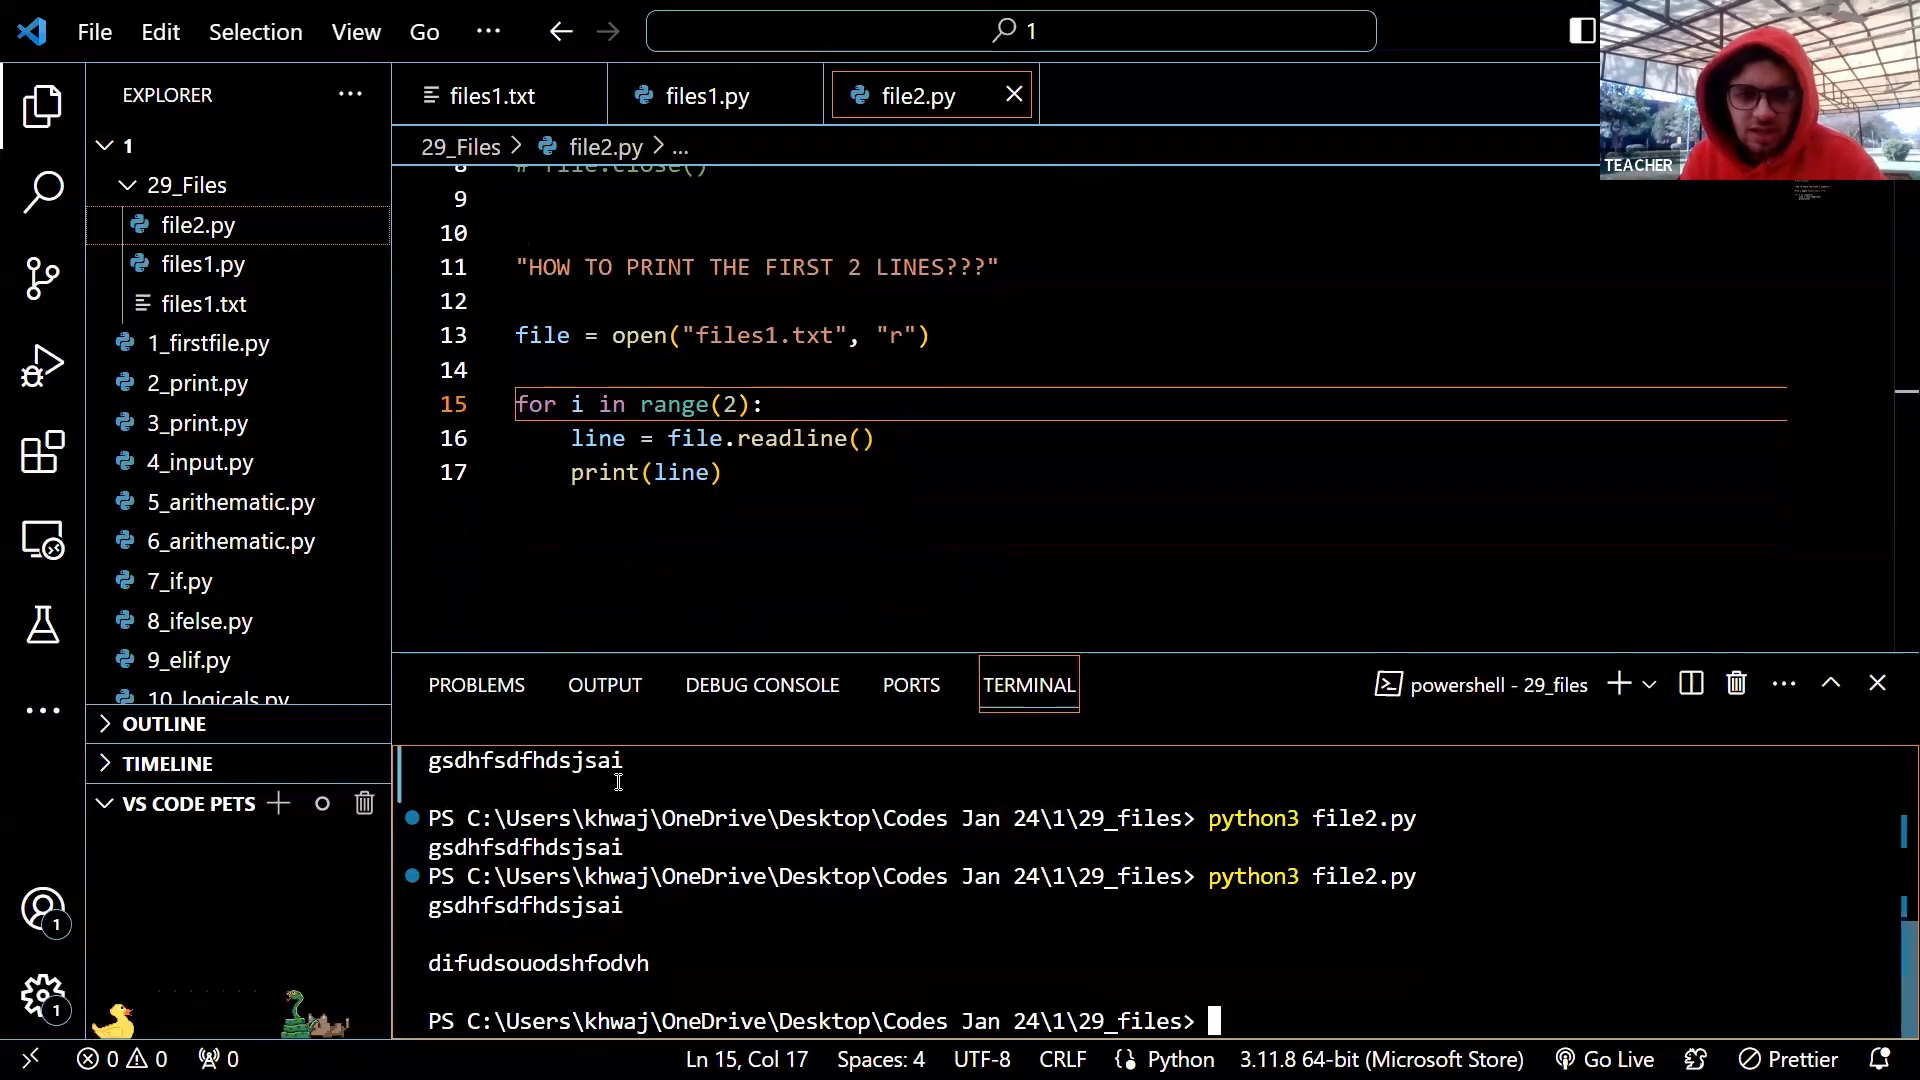 File Edit Selection View Go ... 1
TEACHER
EXPLORER
1
29_Files
file2.py
files1.py
files1.txt
1_firstfile.py
2_print.py
3_print.py
4_input.py
5_arithematic.py
6_arithematic.py
7_if.py
8_ifelse.py
9_elif.py
10_logicals.py
OUTLINE
TIMELINE
VS CODE PETS
1
1
files1.txt files1.py file2.py
29_Files > file2.py > ...
8 # file.close()
9
10
11 "HOW TO PRINT THE FIRST 2 LINES???"
12
13 file = open("files1.txt", "r")
14
15 for i in range(2):
16 line = file.readline()
17 print(line)
PROBLEMS OUTPUT DEBUG CONSOLE PORTS TERMINAL powershell - 29_files
gsdhfsdfhdsjsai
PS C:\Users\khwaj\OneDrive\Desktop\Codes Jan 24\1\29_files> python3 file2.py
gsdhfsdfhdsjsai
PS C:\Users\khwaj\OneDrive\Desktop\Codes Jan 24\1\29_files> python3 file2.py
gsdhfsdfhdsjsai
difudsouodshfodvh
PS C:\Users\khwaj\OneDrive\Desktop\Codes Jan 24\1\29_files>
0 0 0 Ln 15, Col 17 Spaces: 4 UTF-8 CRLF Python 3.11.8 64-bit (Microsoft Store) Go Live Prettier